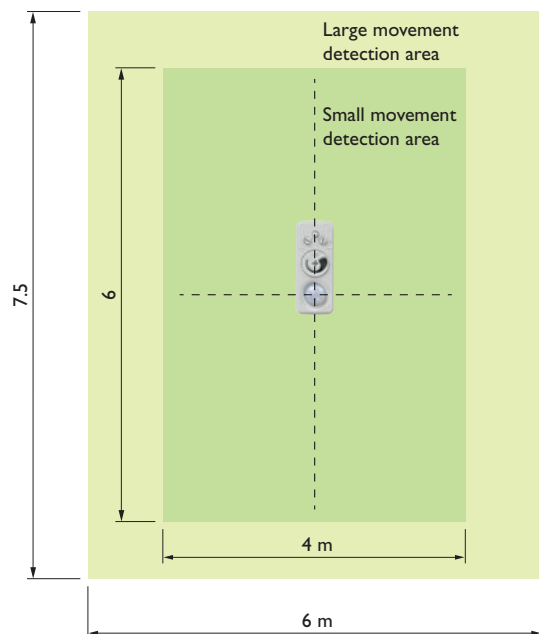 Large movement
detection area
Small movement
detection area
7.5
6
4 m
6 m